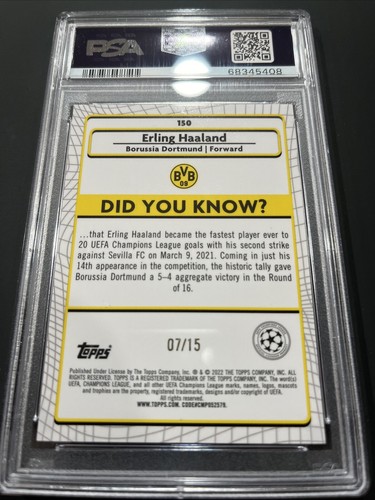 PSA
68345408
150
Erling Haaland
Borussia Dortmund | Forward
BVB
09
DID YOU KNOW?
...that Erling Haaland became the fastest player ever to
20 UEFA Champions League goals with his second strike
against Sevilla FC on March 9, 2021. Coming in just his
14th appearance in the competition, the historic tally gave
Borussia Dortmund a 5–4 aggregate victory in the Round
of 16.
Topps
07/15
Published Under License by The Topps Company, Inc. ® & © 2022 THE TOPPS COMPANY, INC. ALL
RIGHTS RESERVED. TOPPS IS A REGISTERED TRADEMARK OF THE TOPPS COMPANY, INC. The word(s)
UEFA, CHAMPIONS LEAGUE, and all other UEFA Champions League marks, names, logos, mascots
and trophies are the property, registered trademarks, designs and/or copyright of UEFA.
All rights reserved.
WWW.TOPPS.COM. CODE#CMPSS2579.